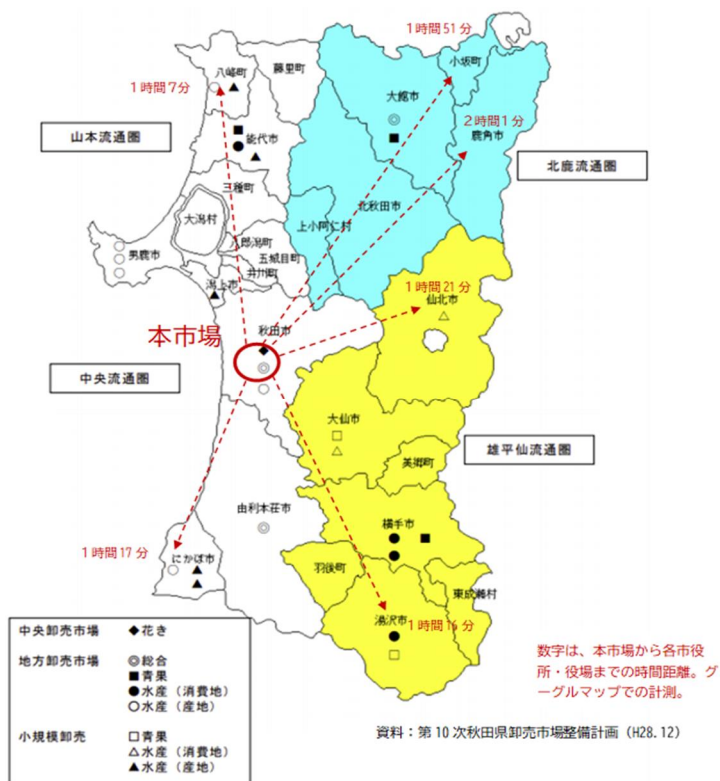 1時間51分
小坂町
八峰町
藤里町
1時間7分
大館市
2時間1分
鹿角市
山本流通圏
能代市
北鹿流通圏
三種町
北秋田市
大潟村
上小阿仁村
八郎潟町
男鹿市
五城目町
井川町
潟上市
1時間21分
仙北市
本市場
秋田市
中央流通圏
大仙市
雄平仙流通圏
美郷町
由利本荘市
横手市
1時間17分
にかほ市
羽後町
東成瀬村
湯沢市
1時間16分
中央卸売市場 ◆花き
地方卸売市場 ◎総合
■青果
●水産(消費地)
○水産(産地)
小規模卸売 □青果
△水産(消費地)
▲水産(産地)
数字は、本市場から各市役
所・役場までの時間距離。グ
ーグルマップでの計測。
資料:第10次秋田県卸売市場整備計画(H28.12)